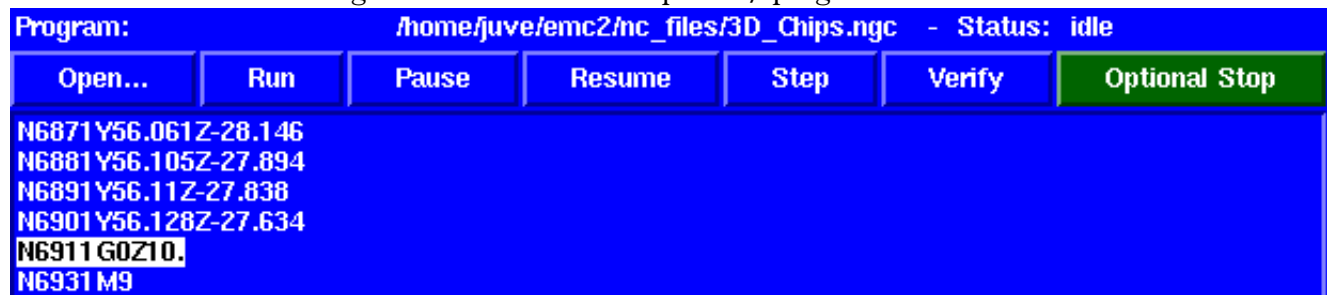 Program: /home/juve/emc2/nc_files/3D_Chips.ngc - Status: idle
Open... Run Pause Resume Step Verify Optional Stop
N6871Y56.061Z-28.146
N6881Y56.105Z-27.894
N6891Y56.11Z-27.838
N6901Y56.128Z-27.634
N6911G0Z10.
N6931M9